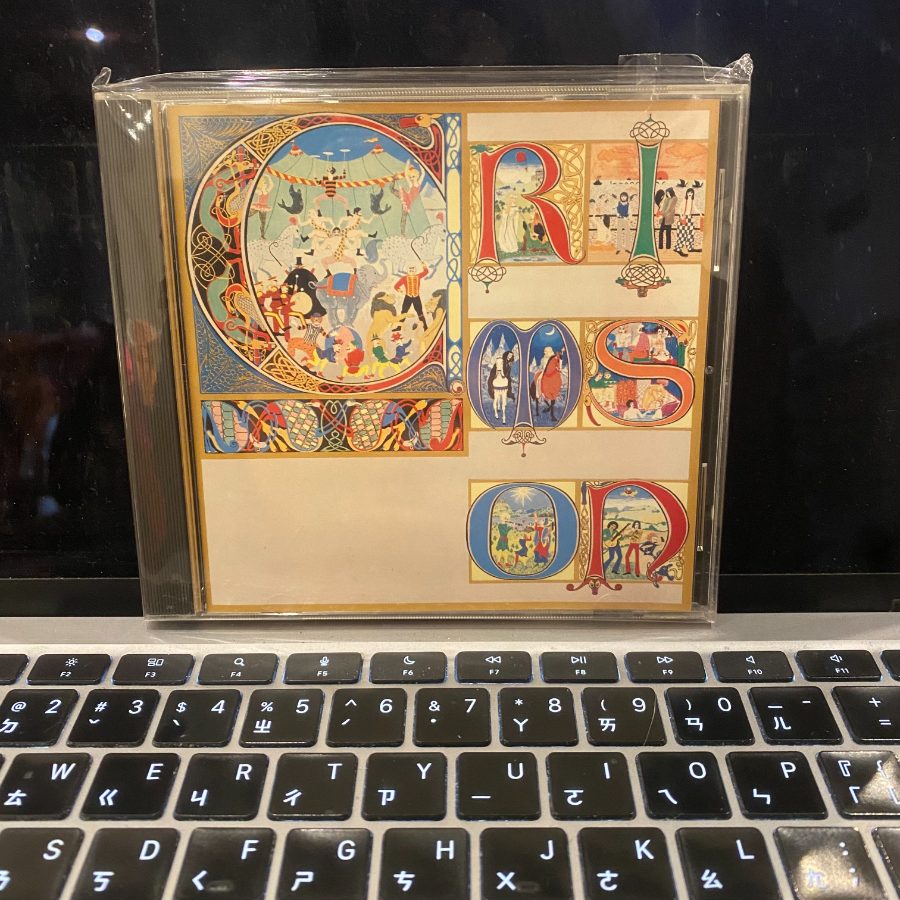 CRI
MS
ON
F2 F3 F4 F5 F6 F7 F8 F9 F10 F11
@ 2 # 3 $ 4 % 5 ^ 6 & 7 * 8 ( 9 ) 0 — - +
ㄉ ˇ ˋ ㄓ ˊ ˙ ㄚ ㄞ ㄢ ㄦ =
W E R T Y U I O P 『
ㄊ ㄍ ㄐ ㄔ ㄗ ㄧ ㄛ ㄟ ㄣ 「
S D F G H J K L :
ㄋ ㄎ ㄑ ㄕ ㄘ ㄨ ㄜ ㄠ ;